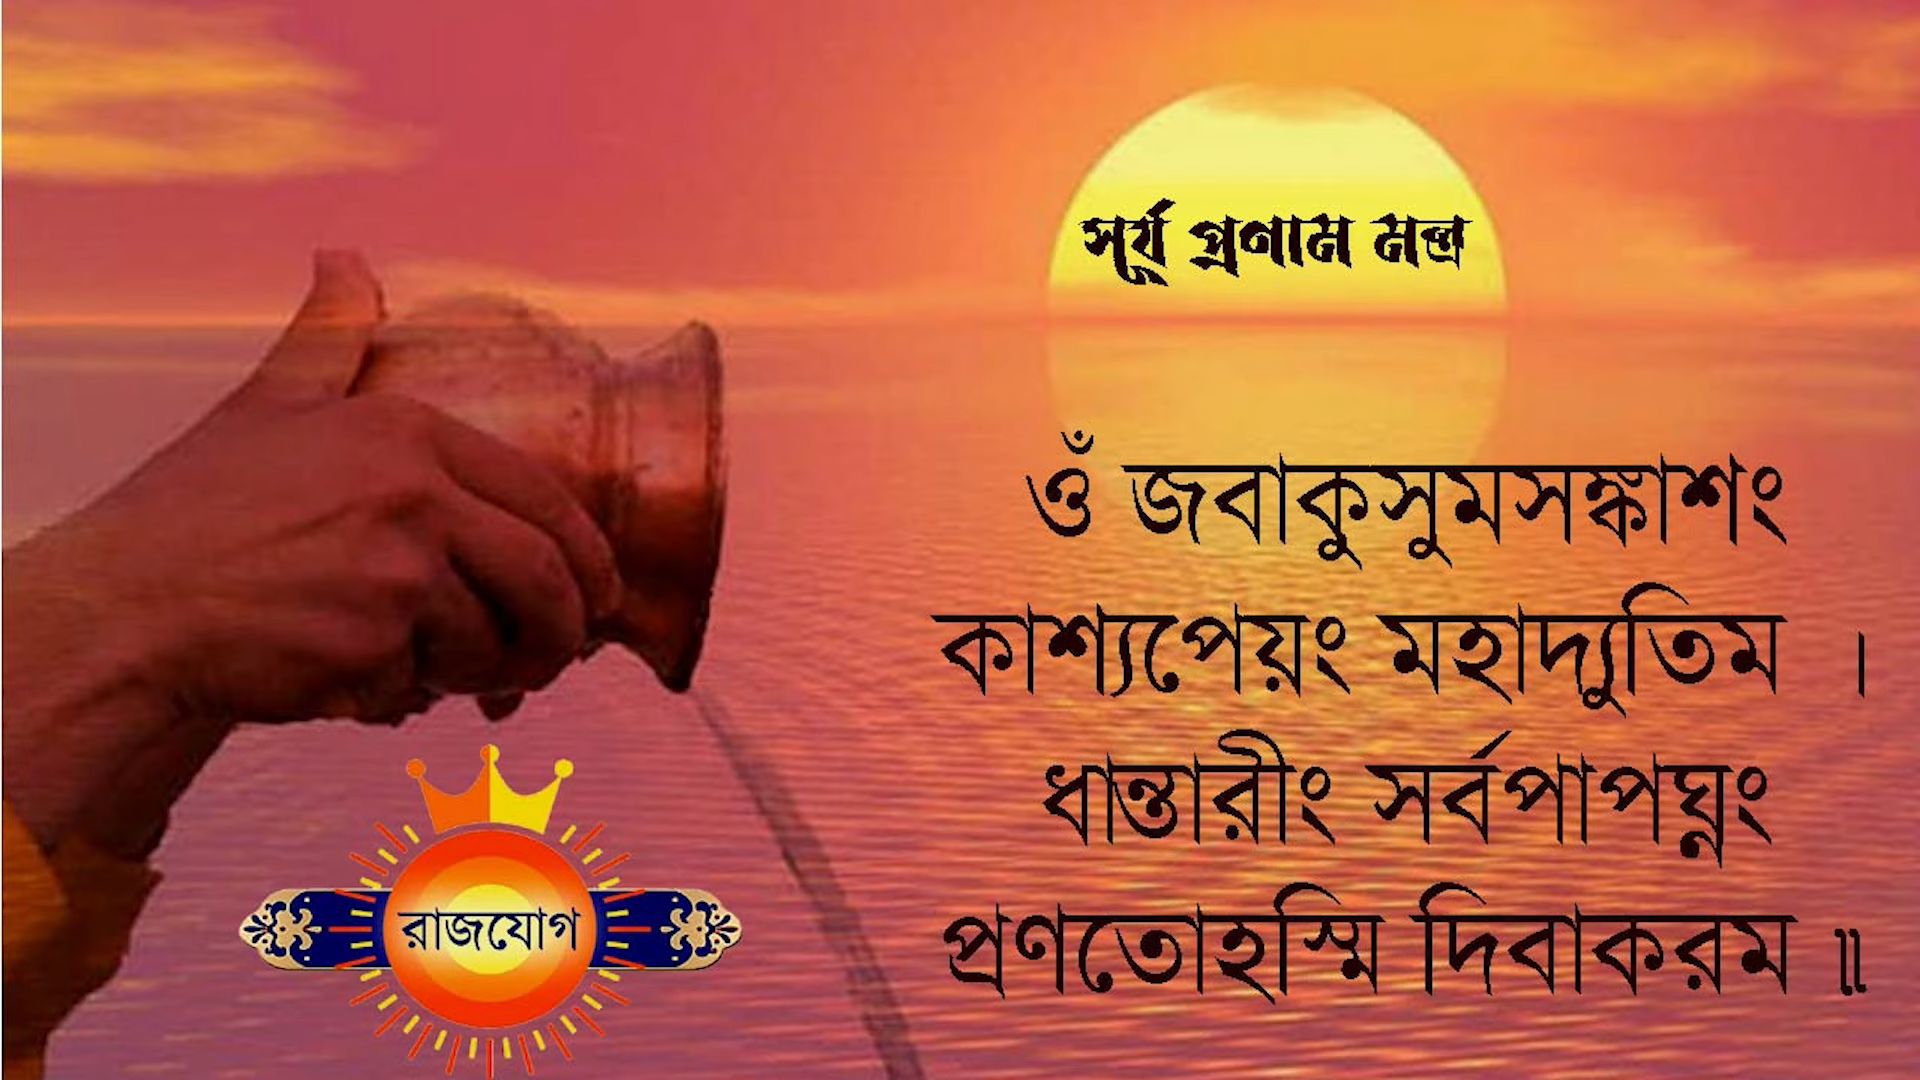 সূর্য প্রণাম মন্ত্র
ওঁ জবাকুসুমসঙ্কাশং
কাশ্যপেয়ং মহাদ্যুতিম ।
ধান্তারীং সর্বপাপঘ্নং
প্রণতোহস্মি দিবাকরম ॥
রাজযোগ